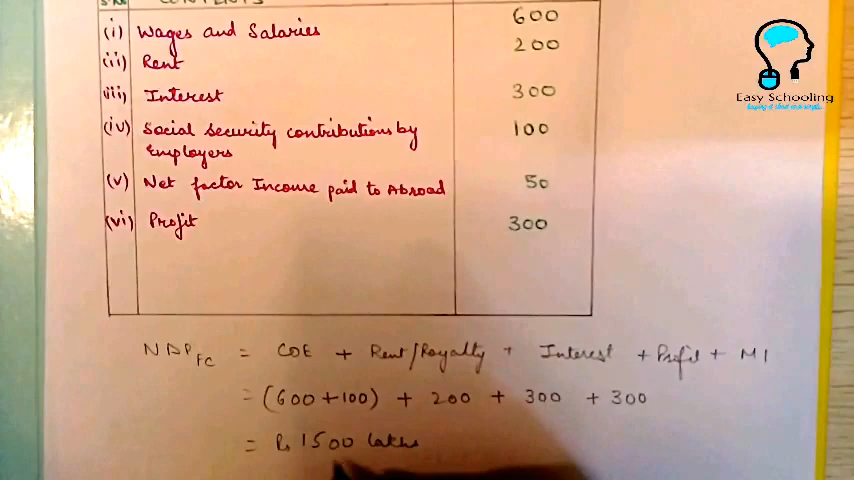 (i) Wages and Salaries 600
(ii) Rent 200
(iii) Interest 300
(iv) Social security contributions by 100
Employers
(v) Net factor Income paid to Abroad 50
(vi) Profit 300
NDP FC = COE + Rent/Royalty + Interest + Profit + MI
= (600+100) + 200 + 300 + 300
= Rs 1500 lakhs
Easy Schooling